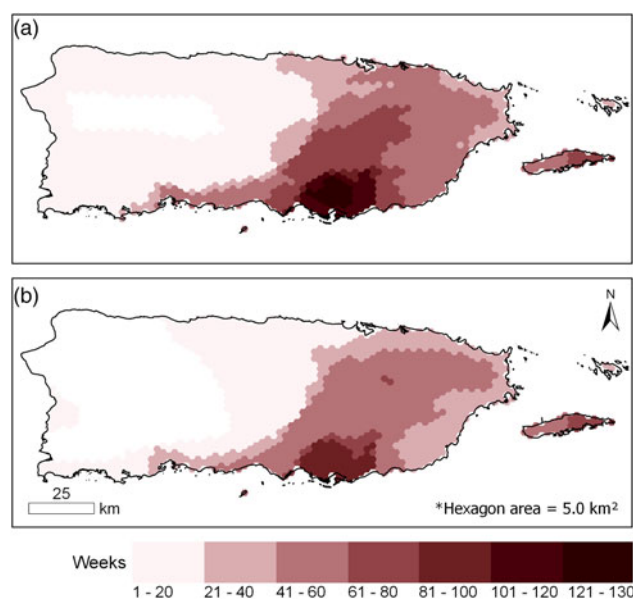 (a)
(b)
N
25
km
*Hexagon area = 5.0 km²
Weeks
1 - 20 21 - 40 41 - 60 61 - 80 81 - 100 101 - 120 121 - 130